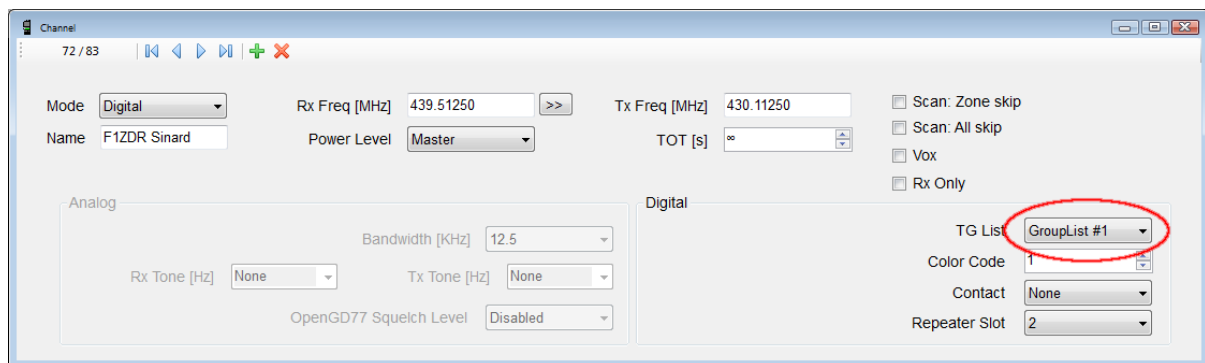 Channel
72 / 83
Mode Digital Rx Freq [MHz] 439.51250 >> Tx Freq [MHz] 430.11250 Scan: Zone skip
Name F1ZDR Sinard Power Level Master TOT [s] ∞ Scan: All skip
Vox
Rx Only
Analog
Bandwidth [KHz] 12.5
Rx Tone [Hz] None Tx Tone [Hz] None
OpenGD77 Squelch Level Disabled
Digital
TG List GroupList #1
Color Code 1
Contact None
Repeater Slot 2